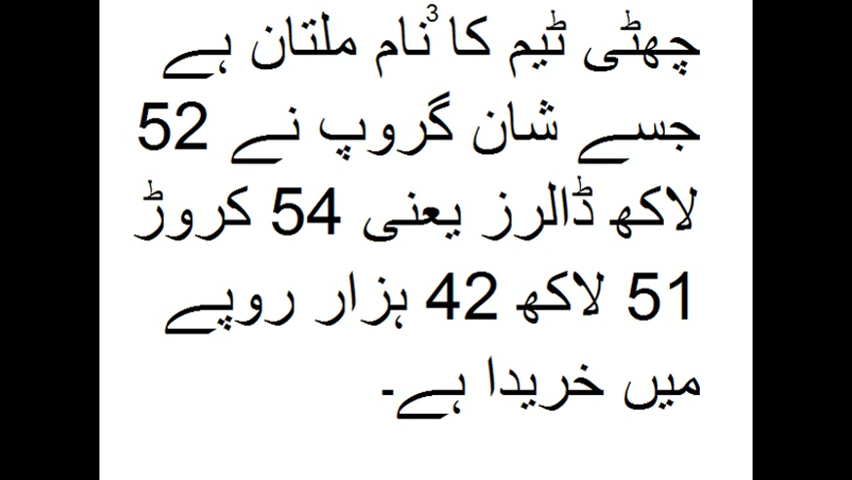 چھٹی ٹیم کا 3نام ملتان ہے
جسے شان گروپ نے 52
لاکھ ڈالرز یعنی 54 کروڑ
51 لاکھ 42 ہزار روپے
میں خریدا ہے۔